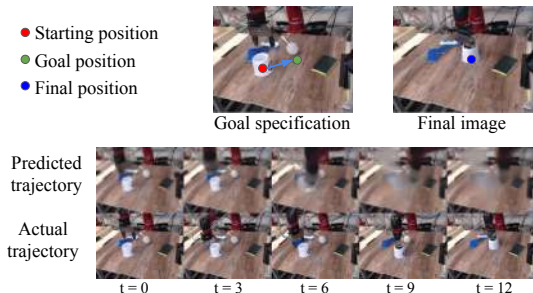 Starting position
Goal position
Final position
Goal specification
Final image
Predicted
trajectory
Actual
trajectory
t = 0
t = 3
t = 6
t = 9
t = 12